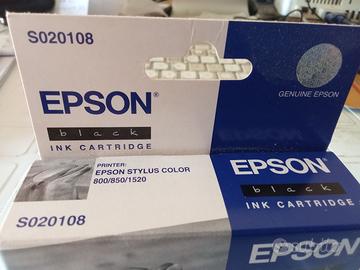 S020108
EPSON®
black
INK CARTRIDGE
GENUINE EPSON
PRINTER:
EPSON STYLUS COLOR
800/850/1520
EPSON®
black
INK CARTRIDGE
S020108
EPSON
subito